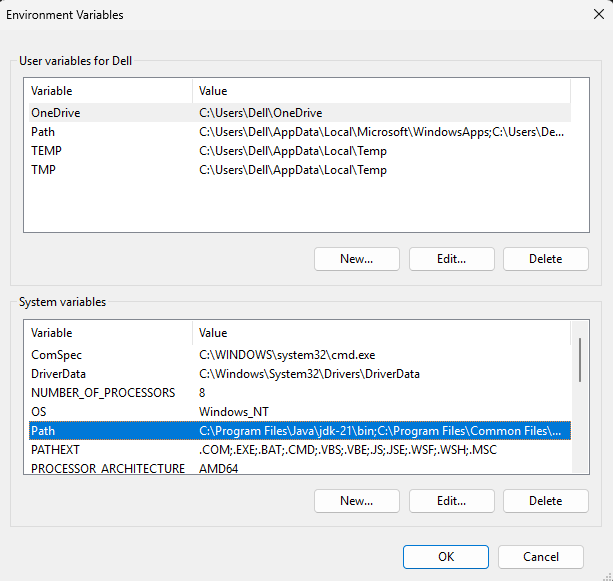 Environment Variables
User variables for Dell
Variable Value
OneDrive C:\Users\Dell\OneDrive
Path C:\Users\Dell\AppData\Local\Microsoft\WindowsApps;C:\Users\De...
TEMP C:\Users\Dell\AppData\Local\Temp
TMP C:\Users\Dell\AppData\Local\Temp
New... Edit... Delete
System variables
Variable Value
ComSpec C:\WINDOWS\system32\cmd.exe
DriverData C:\Windows\System32\Drivers\DriverData
NUMBER_OF_PROCESSORS 8
OS Windows_NT
Path C:\Program Files\Java\jdk-21\bin;C:\Program Files\Common Files\...
PATHEXT .COM;.EXE;.BAT;.CMD;.VBS;.VBE;.JS;.JSE;.WSF;.WSH;.MSC
PROCESSOR_ARCHITECTURE AMD64
New... Edit... Delete
OK Cancel